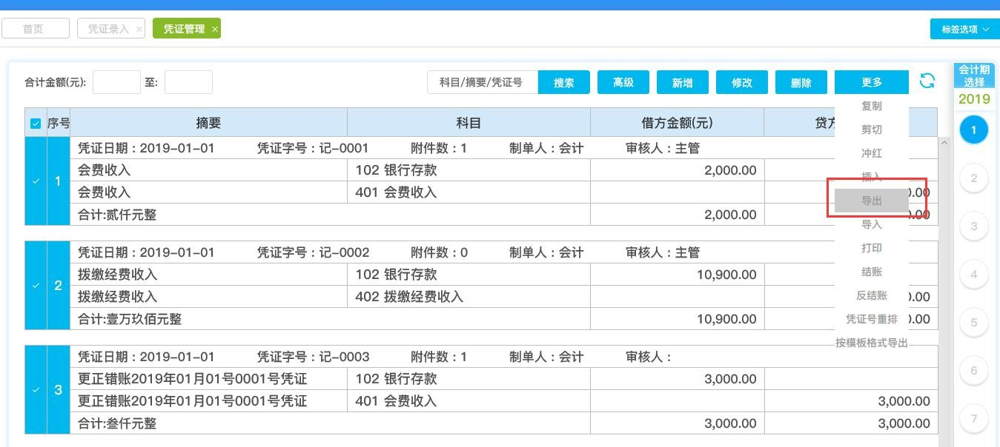 首页 凭证录入 × 凭证管理 × 标签选项
合计金额(元): 至: 科目/摘要/凭证号 搜索 高级 新增 修改 删除 更多
会计期
选择
2019
复制
剪切
冲红
插入
导出
导入
打印
结账
反结账
凭证号重排
按模板格式导出
序号 摘要 科目 借方金额(元) 贷方
1
凭证日期：2019-01-01 凭证字号：记-0001 附件数：1 制单人：会计 审核人：主管
会费收入 102 银行存款 2,000.00
会费收入 401 会费收入 0.00
合计:贰仟元整 2,000.00 0.00
2
凭证日期：2019-01-01 凭证字号：记-0002 附件数：0 制单人：会计 审核人：主管
拨缴经费收入 102 银行存款 10,900.00
拨缴经费收入 402 拨缴经费收入 0.00
合计:壹万玖佰元整 10,900.00 0.00
3
凭证日期：2019-01-01 凭证字号：记-0003 附件数：1 制单人：会计 审核人：
更正错账2019年01月01号0001号凭证 102 银行存款 3,000.00
更正错账2019年01月01号0001号凭证 401 会费收入 3,000.00
合计:叁仟元整 3,000.00 3,000.00
1
2
3
4
5
6
7